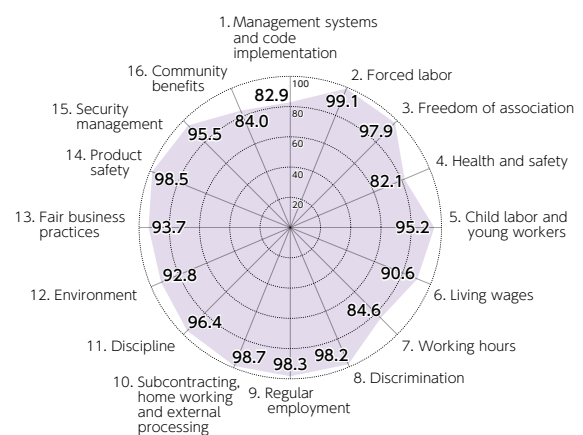 1. Management systems
and code
implementation
82.9
2. Forced labor
99.1
3. Freedom of association
97.9
4. Health and safety
82.1
5. Child labor and
young workers
95.2
6. Living wages
90.6
7. Working hours
84.6
8. Discrimination
98.2
9. Regular
employment
98.3
10. Subcontracting,
home working
and external
processing
98.7
11. Discipline
96.4
12. Environment
92.8
13. Fair business
practices
93.7
14. Product
safety
98.5
15. Security
management
95.5
16. Community
benefits
84.0
100
80
60
40
20